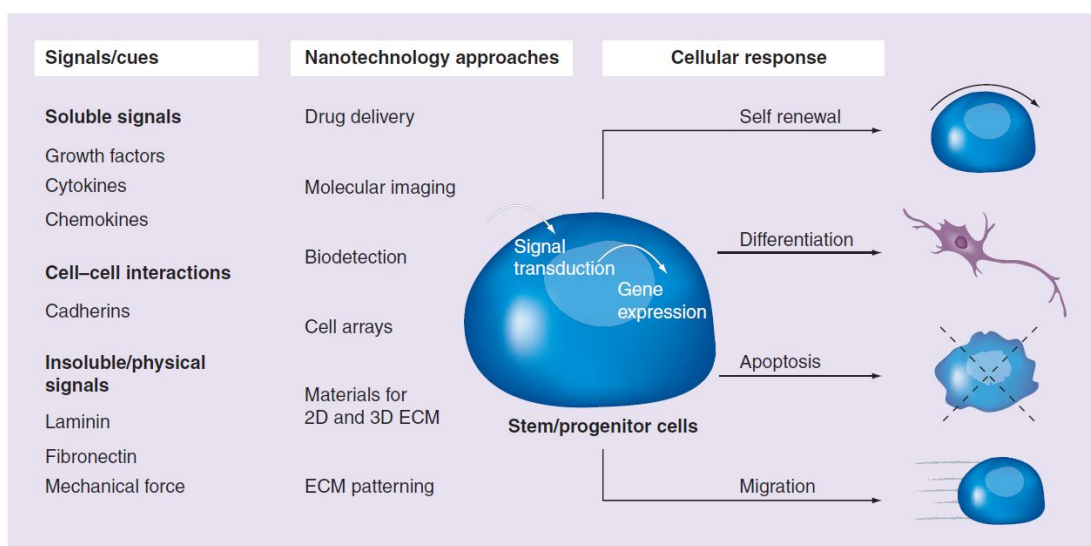 Signals/cues
Nanotechnology approaches
Cellular response
Soluble signals
Growth factors
Cytokines
Chemokines
Cell–cell interactions
Cadherins
Insoluble/physical
signals
Laminin
Fibronectin
Mechanical force
Drug delivery
Molecular imaging
Biodetection
Cell arrays
Materials for
2D and 3D ECM
ECM patterning
Signal
transduction
Gene
expression
Stem/progenitor cells
Self renewal
Differentiation
Apoptosis
Migration